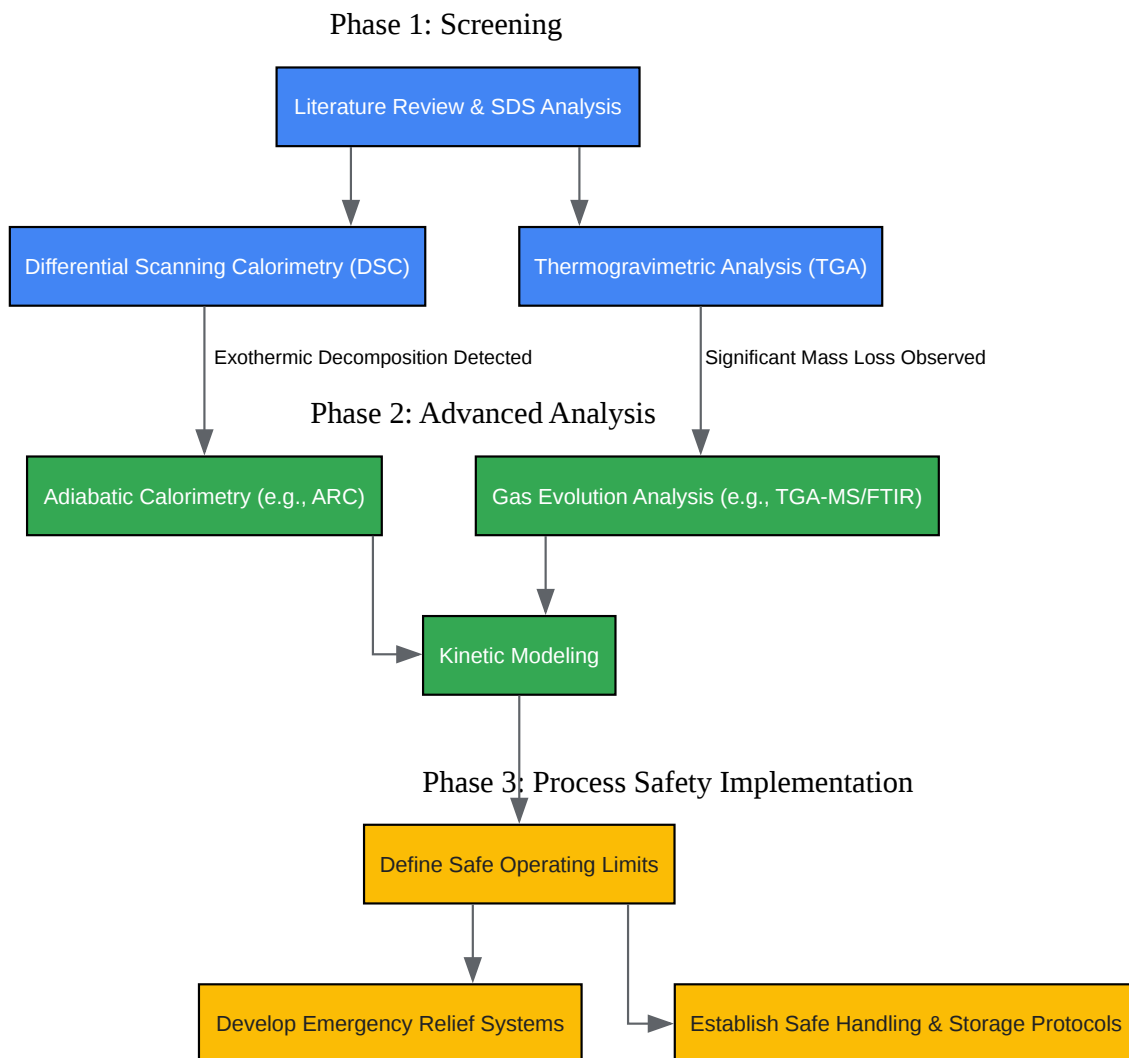 Phase 1: Screening
Literature Review & SDS Analysis
Differential Scanning Calorimetry (DSC)
Thermogravimetric Analysis (TGA)
Exothermic Decomposition Detected
Significant Mass Loss Observed
Phase 2: Advanced Analysis
Adiabatic Calorimetry (e.g., ARC)
Gas Evolution Analysis (e.g., TGA-MS/FTIR)
Kinetic Modeling
Phase 3: Process Safety Implementation
Define Safe Operating Limits
Develop Emergency Relief Systems
Establish Safe Handling & Storage Protocols